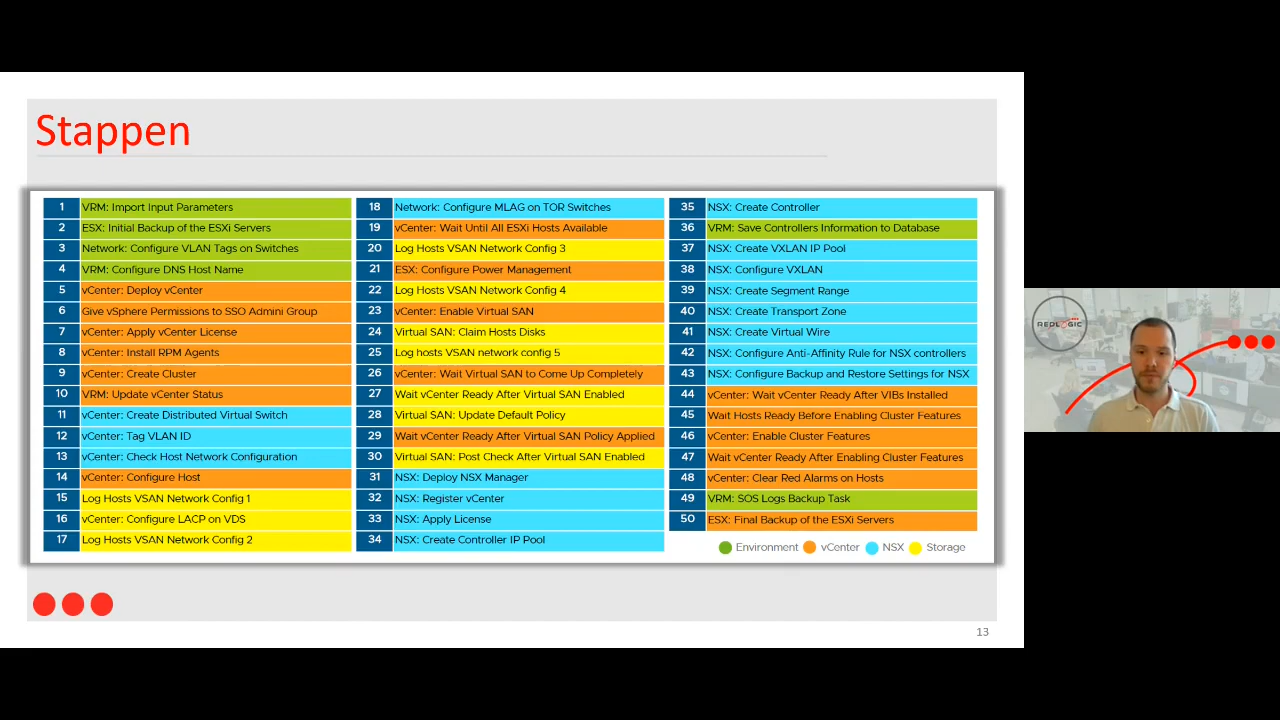 Stappen
1 VRM: Import Input Parameters
2 ESX: Initial Backup of the ESXi Servers
3 Network: Configure VLAN Tags on Switches
4 VRM: Configure DNS Host Name
5 vCenter: Deploy vCenter
6 Give vSphere Permissions to SSO Admini Group
7 vCenter: Apply vCenter License
8 vCenter: Install RPM Agents
9 vCenter: Create Cluster
10 VRM: Update vCenter Status
11 vCenter: Create Distributed Virtual Switch
12 vCenter: Tag VLAN ID
13 vCenter: Check Host Network Configuration
14 vCenter: Configure Host
15 Log Hosts VSAN Network Config 1
16 vCenter: Configure LACP on VDS
17 Log Hosts VSAN Network Config 2
18 Network: Configure MLAG on TOR Switches
19 vCenter: Wait Until All ESXi Hosts Available
20 Log Hosts VSAN Network Config 3
21 ESX: Configure Power Management
22 Log Hosts VSAN Network Config 4
23 vCenter: Enable Virtual SAN
24 Virtual SAN: Claim Hosts Disks
25 Log hosts VSAN network config 5
26 vCenter: Wait Virtual SAN to Come Up Completely
27 Wait vCenter Ready After Virtual SAN Enabled
28 Virtual SAN: Update Default Policy
29 Wait vCenter Ready After Virtual SAN Policy Applied
30 Virtual SAN: Post Check After Virtual SAN Enabled
31 NSX: Deploy NSX Manager
32 NSX: Register vCenter
33 NSX: Apply License
34 NSX: Create Controller IP Pool
35 NSX: Create Controller
36 VRM: Save Controllers Information to Database
37 NSX: Create VXLAN IP Pool
38 NSX: Configure VXLAN
39 NSX: Create Segment Range
40 NSX: Create Transport Zone
41 NSX: Create Virtual Wire
42 NSX: Configure Anti-Affinity Rule for NSX controllers
43 NSX: Configure Backup and Restore Settings for NSX
44 vCenter: Wait vCenter Ready After VIBs Installed
45 Wait Hosts Ready Before Enabling Cluster Features
46 vCenter: Enable Cluster Features
47 Wait vCenter Ready After Enabling Cluster Features
48 vCenter: Clear Red Alarms on Hosts
49 VRM: SOS Logs Backup Task
50 ESX: Final Backup of the ESXi Servers
Environment vCenter NSX Storage
13
REDLOGIC